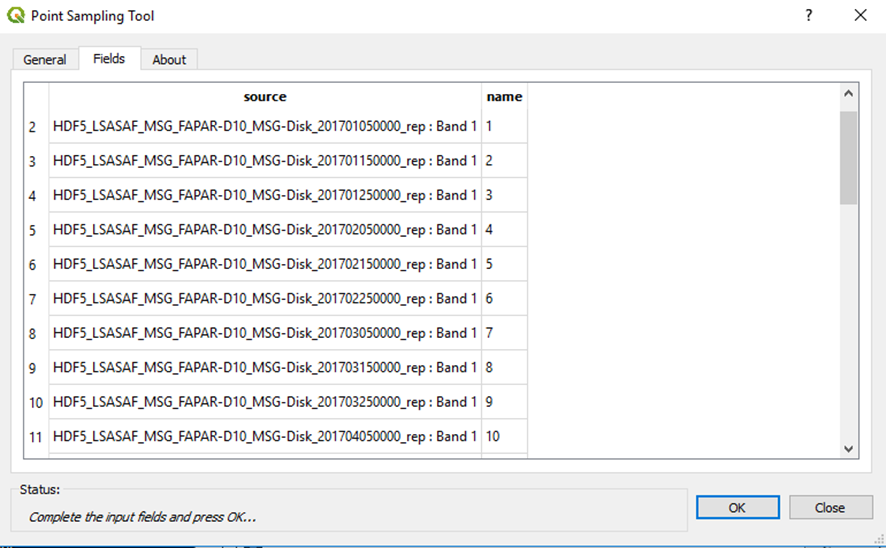 Point Sampling Tool
?
General Fields About
source name
2 HDF5_LSASAF_MSG_FAPAR-D10_MSG-Disk_201701050000_rep : Band 1 1
3 HDF5_LSASAF_MSG_FAPAR-D10_MSG-Disk_201701150000_rep : Band 1 2
4 HDF5_LSASAF_MSG_FAPAR-D10_MSG-Disk_201701250000_rep : Band 1 3
5 HDF5_LSASAF_MSG_FAPAR-D10_MSG-Disk_201702050000_rep : Band 1 4
6 HDF5_LSASAF_MSG_FAPAR-D10_MSG-Disk_201702150000_rep : Band 1 5
7 HDF5_LSASAF_MSG_FAPAR-D10_MSG-Disk_201702250000_rep : Band 1 6
8 HDF5_LSASAF_MSG_FAPAR-D10_MSG-Disk_201703050000_rep : Band 1 7
9 HDF5_LSASAF_MSG_FAPAR-D10_MSG-Disk_201703150000_rep : Band 1 8
10 HDF5_LSASAF_MSG_FAPAR-D10_MSG-Disk_201703250000_rep : Band 1 9
11 HDF5_LSASAF_MSG_FAPAR-D10_MSG-Disk_201704050000_rep : Band 1 10
Status:
Complete the input fields and press OK...
OK Close